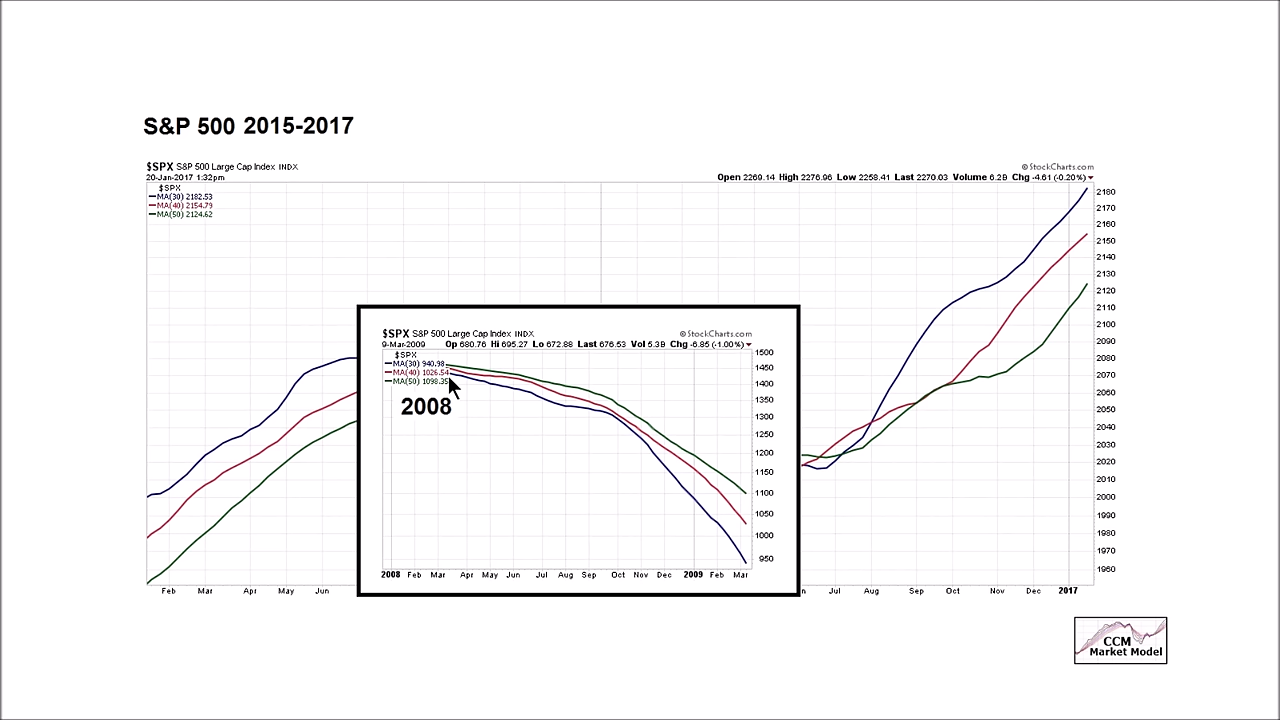 S&P 500 2015-2017
$SPX S&P 500 Large Cap Index INDX
© StockCharts.com
20-Jan-2017 1:32pm
Open 2269.14 High 2276.96 Low 2258.41 Last 2270.03 Volume 6.2B Chg -4.61 (-0.20%)
$SPX
MA(30) 2182.53
MA(40) 2154.79
MA(50) 2124.62
2180
2170
2160
2150
2140
2130
2120
2110
2100
2090
2080
2070
2060
2050
2040
2030
2020
2010
2000
1990
1980
1970
1960
$SPX S&P 500 Large Cap Index INDX
© StockCharts.com
9-Mar-2009
Op 680.76 Hi 695.27 Lo 672.88 Last 676.53 Vol 5.3B Chg -6.85 (-1.00%)
$SPX
MA(30) 940.98
MA(40) 1026.54
MA(50) 1098.35
2008
1500
1450
1400
1350
1300
1250
1200
1150
1100
1050
1000
950
2008 Feb Mar Apr May Jun Jul Aug Sep Oct Nov Dec 2009 Feb Mar
Feb Mar Apr May Jun Jul Aug Sep Oct Nov Dec 2017
CCM
Market Model